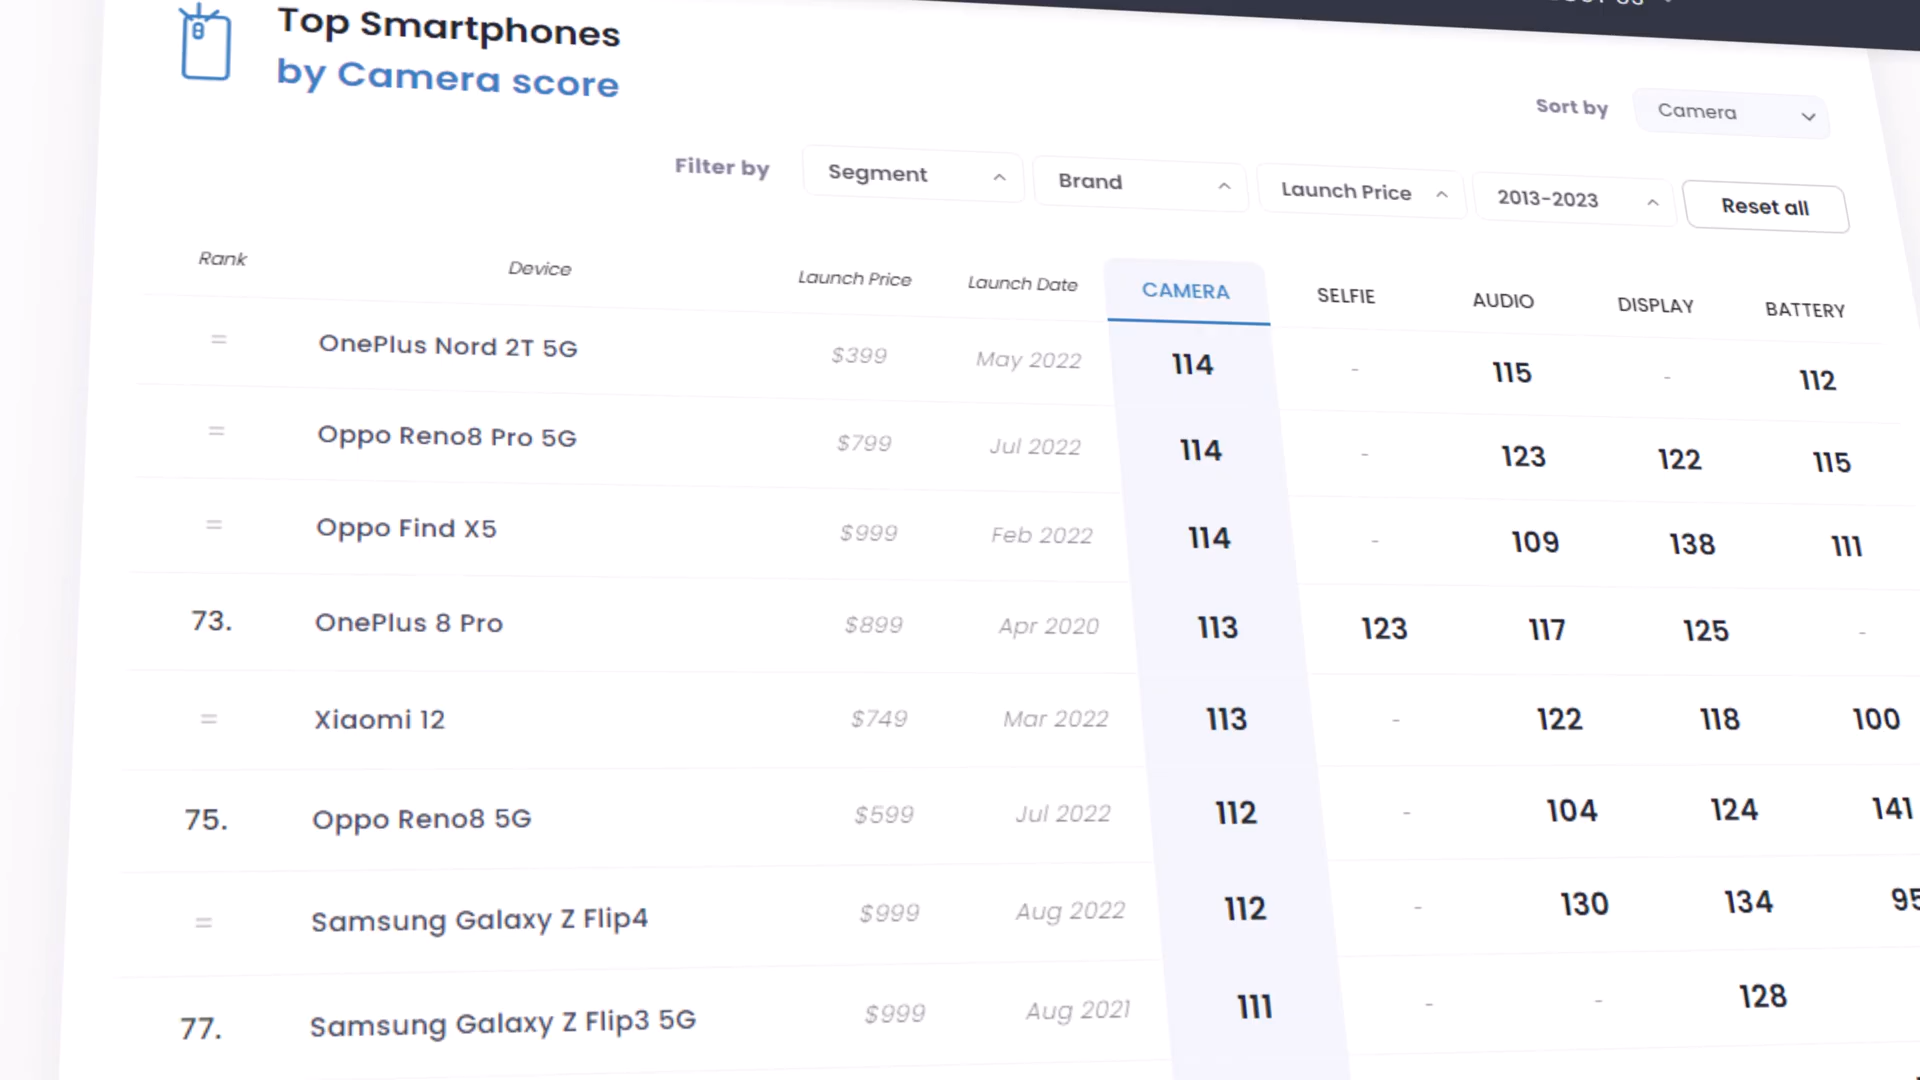 Top Smartphones
by Camera score
Sort by Camera
Filter by Segment Brand Launch Price 2013-2023 Reset all
Rank Device Launch Price Launch Date CAMERA SELFIE AUDIO DISPLAY BATTERY
= OnePlus Nord 2T 5G $399 May 2022 114 - 115 - 112
= Oppo Reno8 Pro 5G $799 Jul 2022 114 - 123 122 115
= Oppo Find X5 $999 Feb 2022 114 - 109 138 111
73. OnePlus 8 Pro $899 Apr 2020 113 123 117 125 -
= Xiaomi 12 $749 Mar 2022 113 - 122 118 100
75. Oppo Reno8 5G $599 Jul 2022 112 - 104 124 141
= Samsung Galaxy Z Flip4 $999 Aug 2022 112 - 130 134 95
77. Samsung Galaxy Z Flip3 5G $999 Aug 2021 111 - - 128